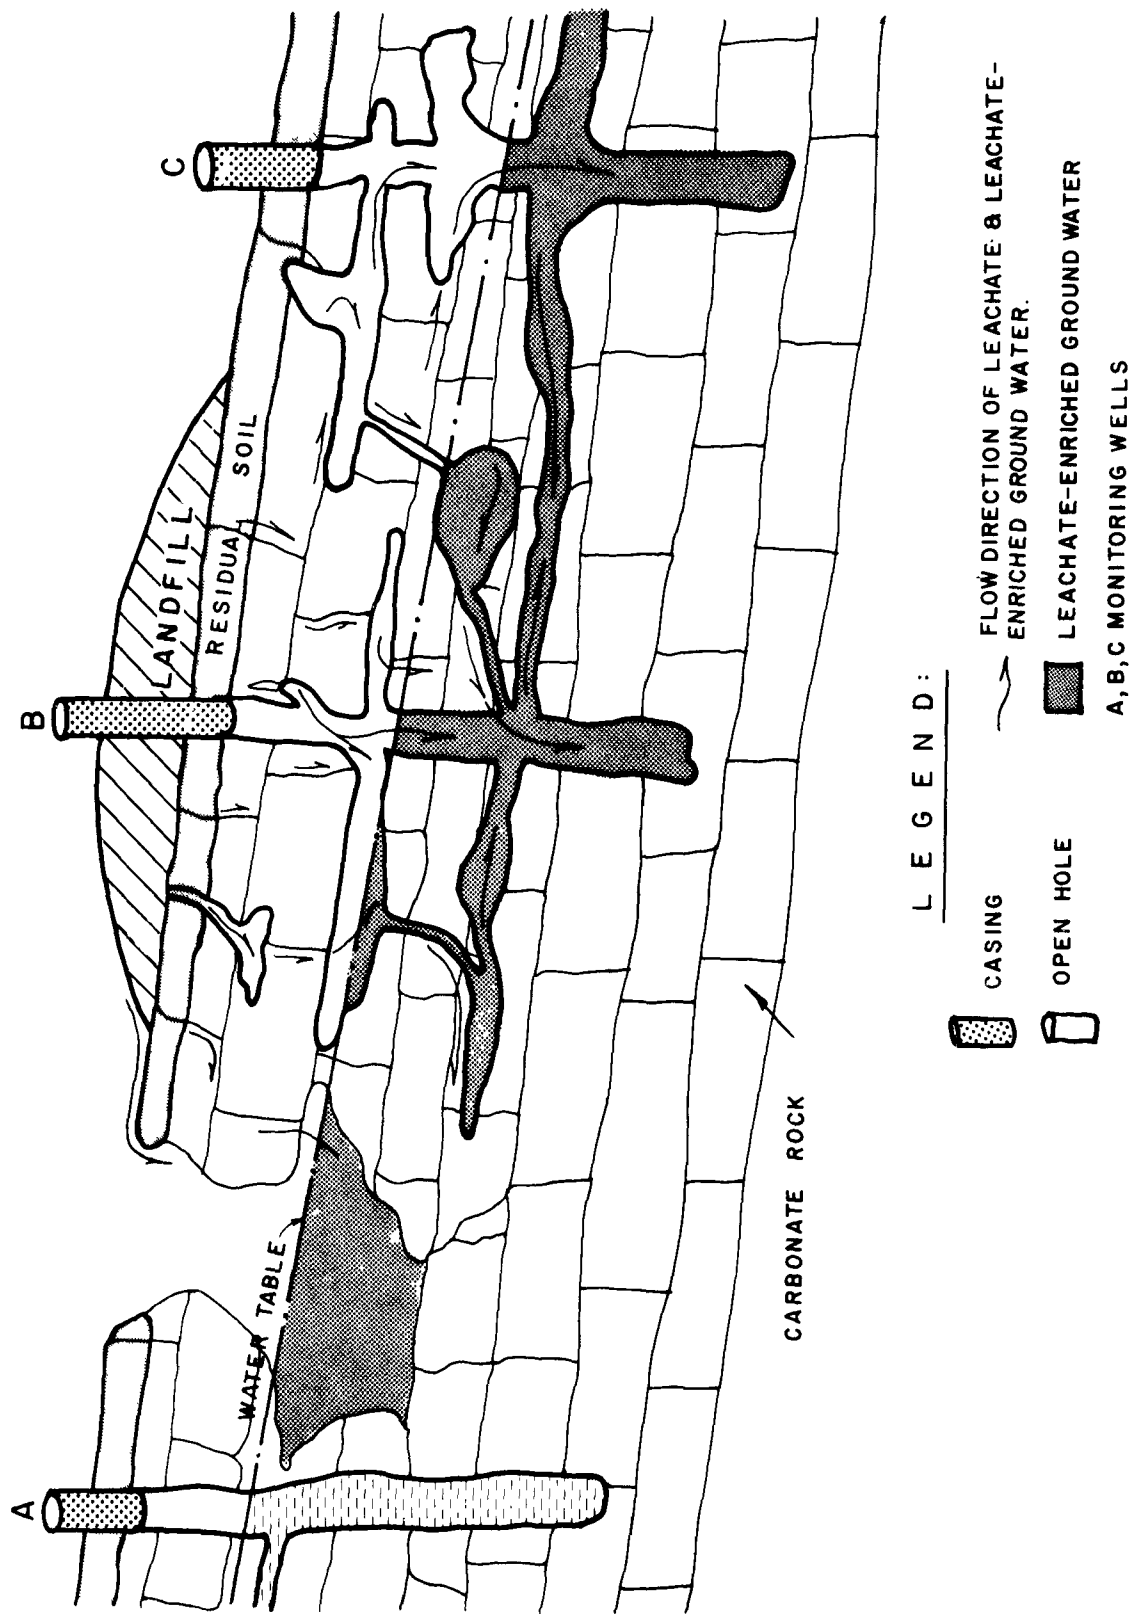 A
B
C
LANDFILL
RESIDUAL SOIL
WATER TABLE
CARBONATE ROCK
LEGEND:
CASING
OPEN HOLE
FLOW DIRECTION OF LEACHATE & LEACHATE-
ENRICHED GROUND WATER.
LEACHATE-ENRICHED GROUND WATER
A, B, C MONITORING WELLS